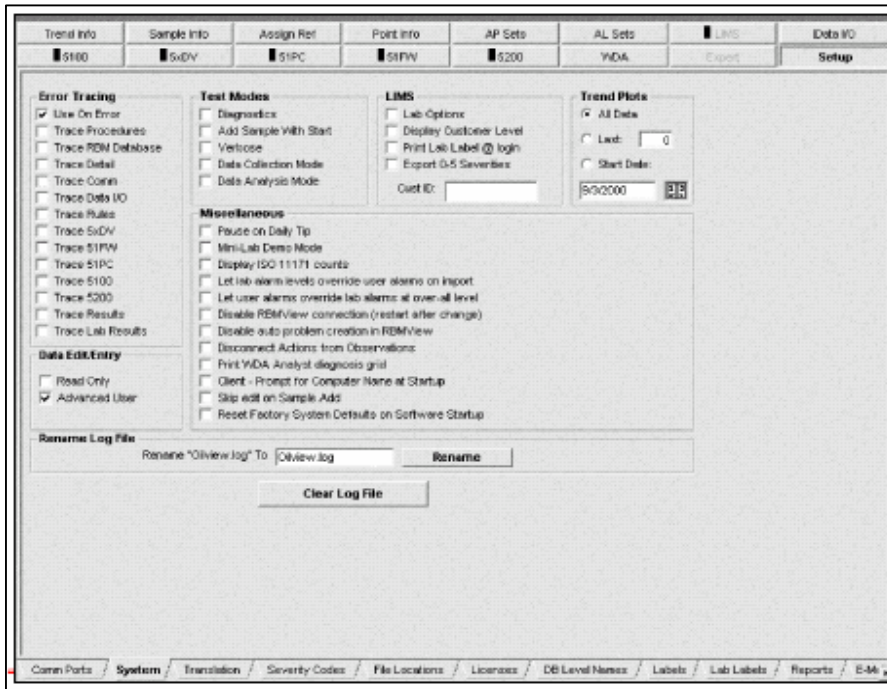 Trend Info Sample Info Assign Ref Point Info AP Sets AL Sets LIMS Data I/O
5100 5xDV 51PC 51FW 5200 WDA Export Setup
Error Tracing
Use On Error
Trace Procedures
Trace RBM Database
Trace Detail
Trace Comm
Trace Data I/O
Trace Rules
Trace 5xDV
Trace 51FW
Trace 51PC
Trace 5100
Trace 5200
Trace Results
Trace Lab Results
Test Modes
Diagnostics
Add Sample With Start
Verbose
Data Collection Mode
Data Analysis Mode
LIMS
Lab Options
Display Customer Level
Print Lab Label @ login
Export 0-5 Severities
Cust ID:
Trend Plots
All Data
Last: 0
Start Date:
9/3/2000
Miscellaneous
Pause on Daily Tip
Mini-Lab Demo Mode
Display ISO 11171 counts
Let lab alarm levels override user alarms on import
Let user alarms override lab alarms at over-all level
Disable RBMView connection (restart after change)
Disable auto problem creation in RBMView
Disconnect Actions from Observations
Print WDA Analyst diagnosis grid
Client - Prompt for Computer Name at Startup
Skip edit on Sample Add
Reset Factory System Defaults on Software Startup
Data Edit/Entry
Read Only
Advanced User
Rename Log File
Rename "Oilview.log" To Oilview.log Rename
Clear Log File
Comm Ports System Translation Severity Codes File Locations Licenses DB Level Names Labels Lab Labels Reports